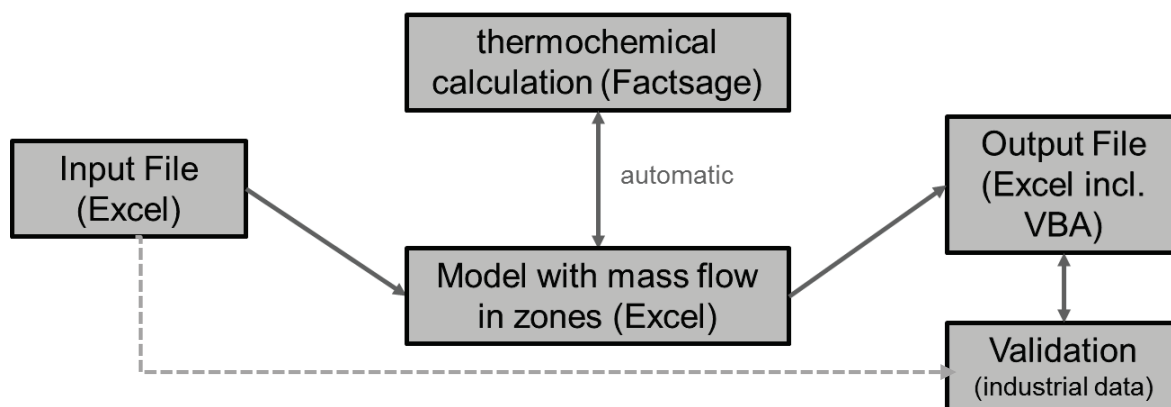 thermochemical
calculation (Factsage)
Input File
(Excel)
automatic
Output File
(Excel incl.
VBA)
Model with mass flow
in zones (Excel)
Validation
(industrial data)